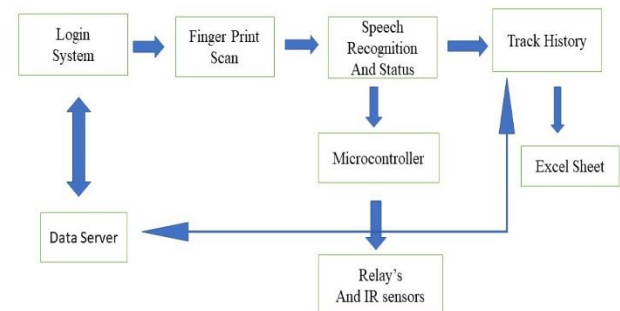 Login
System
Finger Print
Scan
Speech
Recognition
And Status
Track History
Microcontroller
Excel Sheet
Data Server
Relay's
And IR sensors